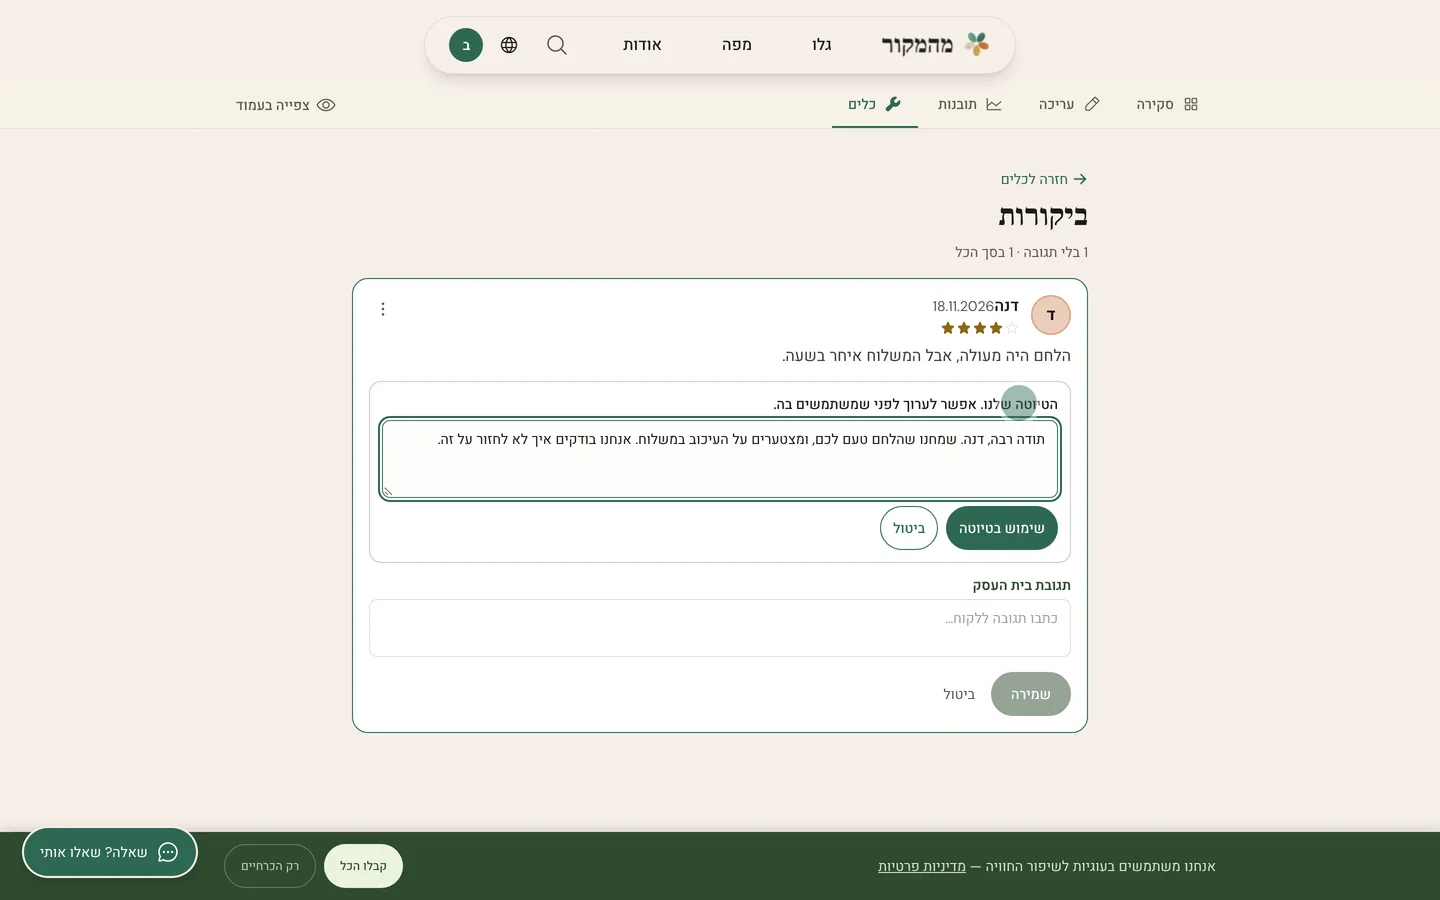 מהמקור
גלו
מפה
אודות
ב
סקירה
עריכה
תובנות
כלים
צפייה בעמוד
חזרה לכלים
ביקורות
1 בלי תגובה · 1 בסך הכל
ד
דנה18.11.2026
הלחם היה מעולה, אבל המשלוח איחר בשעה.
הטיוטה שלנו. אפשר לערוך לפני שמשתמשים בה.
תודה רבה, דנה. שמחנו שהלחם טעם לכם, ומצטערים על העיכוב במשלוח. אנחנו בודקים איך לא לחזור על זה.
שימוש בטיוטה
ביטול
תגובת בית העסק
כתבו תגובה ללקוח...
שמירה
ביטול
אנחנו משתמשים בעוגיות לשיפור החוויה — מדיניות פרטיות
קבלו הכל
רק הכרחיים
שאלה? שאלו אותי